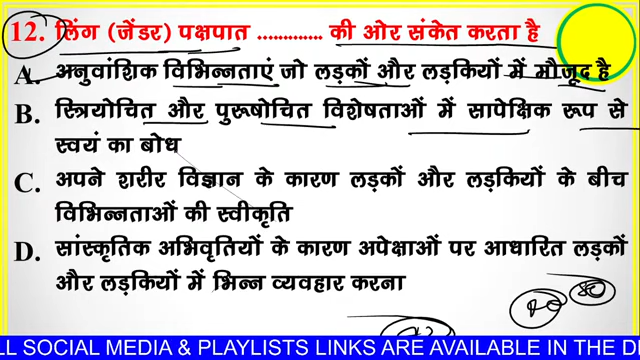 12. लिंग (जेंडर) पक्षपात ............. की ओर संकेत करता है
A. अनुवांशिक विभिन्नताएं जो लड़कों और लड़कियों में मौजूद है
B. स्त्रियोचित और पुरूषोचित विशेषताओं में सापेक्षिक रूप से
स्वयं का बोध
C. अपने शरीर विज्ञान के कारण लड़कों और लड़कियों के बीच
विभिन्नताओं की स्वीकृति
D. सांस्कृतिक अभिवृतियों के कारण अपेक्षाओं पर आधारित लड़कों
और लड़कियों में भिन्न व्यवहार करना
LL SOCIAL MEDIA & PLAYLISTS LINKS ARE AVAILABLE IN THE D